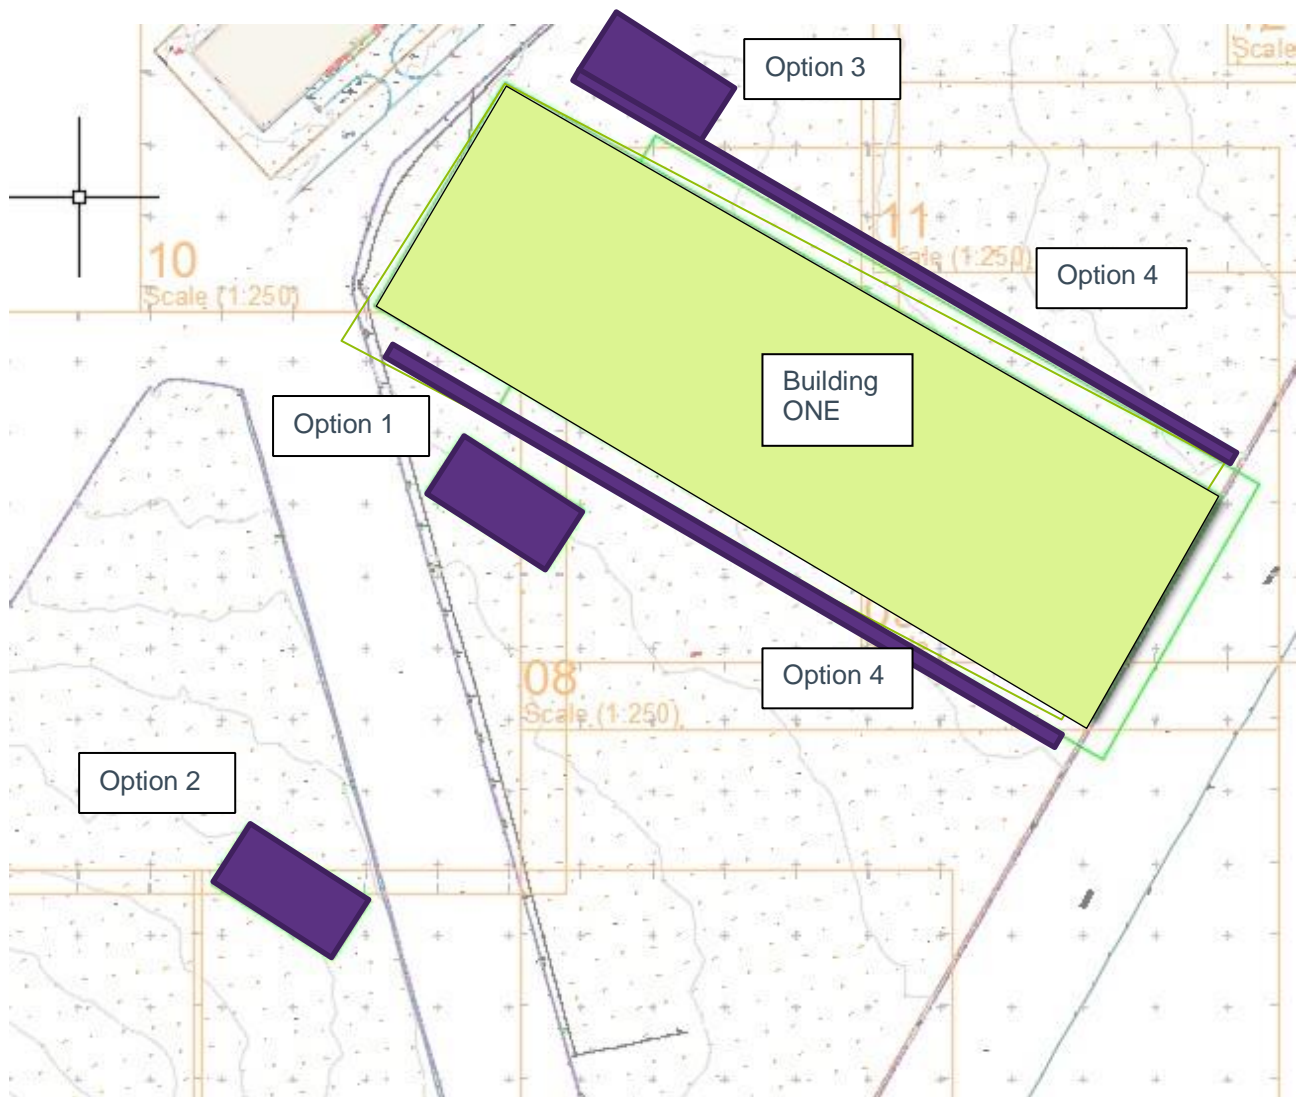 Scale
Option 3
11
Scale (1:250)
10
Scale (1:250)
Option 4
Building
ONE
Option 1
08
Scale (1:250)
Option 4
Option 2